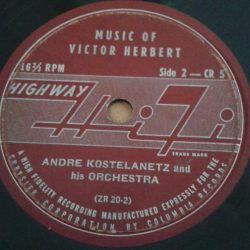 MUSIC OF
VICTOR HERBERT
16⅔ RPM
Side 2 — CR 5
HIGHWAY
Hi-Fi
TRADE MARK
ANDRE KOSTELANETZ and
his ORCHESTRA
(ZR 20-2)
A HIGH FIDELITY RECORDING MANUFACTURED EXPRESSLY FOR THE
CHRYSLER CORPORATION BY COLUMBIA RECORDS